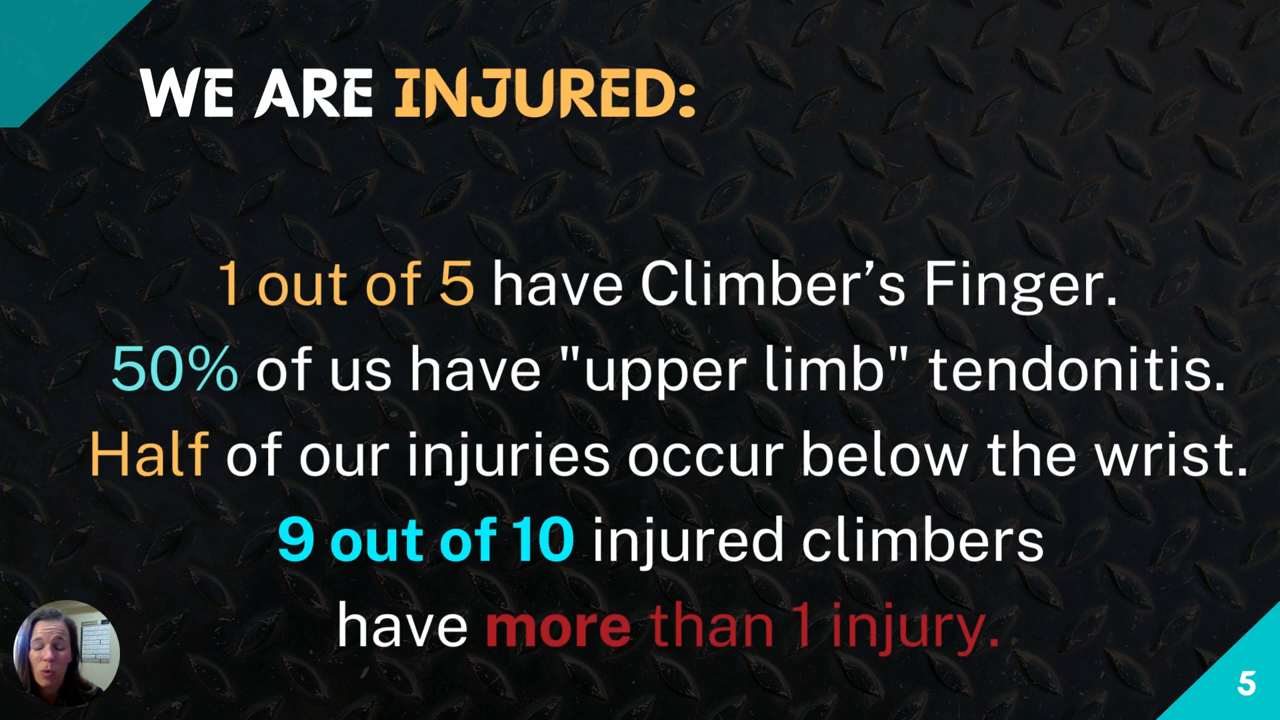 WE ARE INJURED:
1 out of 5 have Climber’s Finger.
50% of us have "upper limb" tendonitis.
Half of our injuries occur below the wrist.
9 out of 10 injured climbers
have more than 1 injury.
5